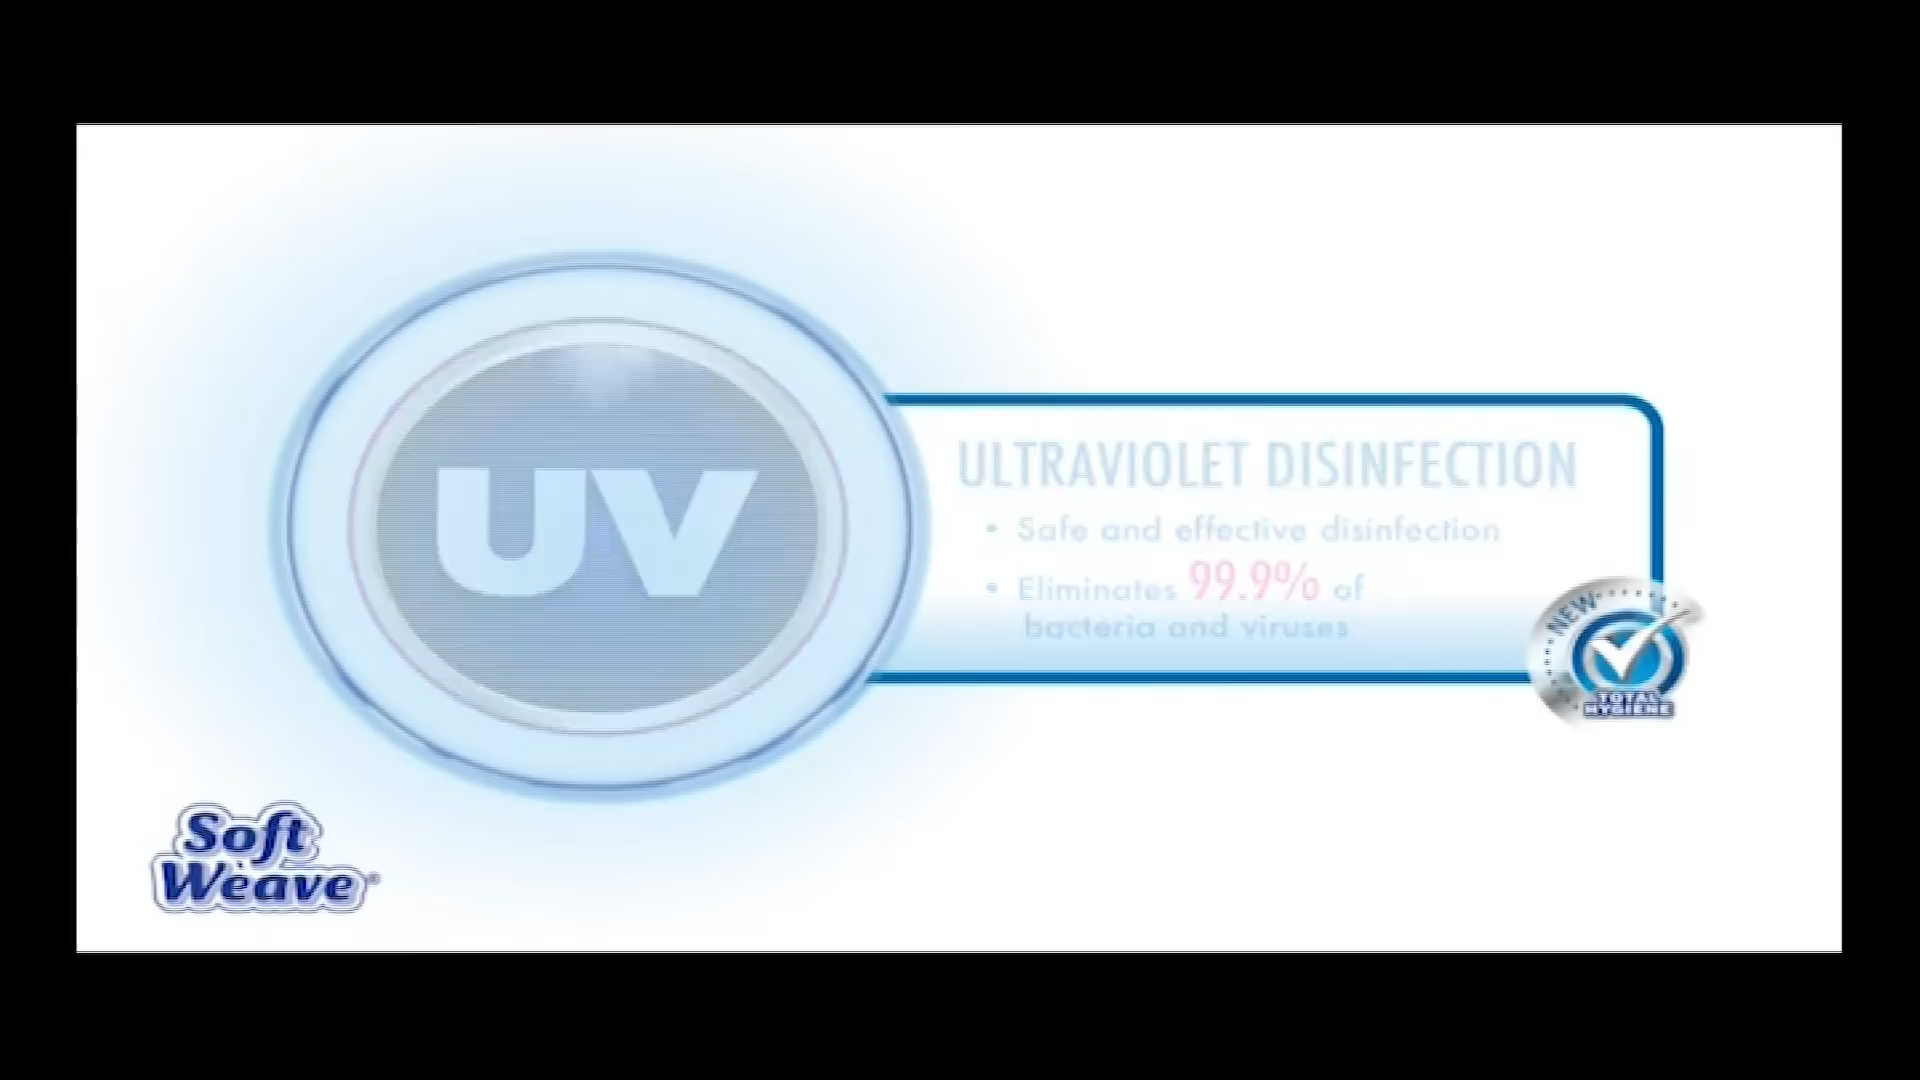 UV
ULTRAVIOLET DISINFECTION
• Safe and effective disinfection
• Eliminates 99.9% of
bacteria and viruses
NEW
TOTAL
HYGIENE
Soft
Weave®